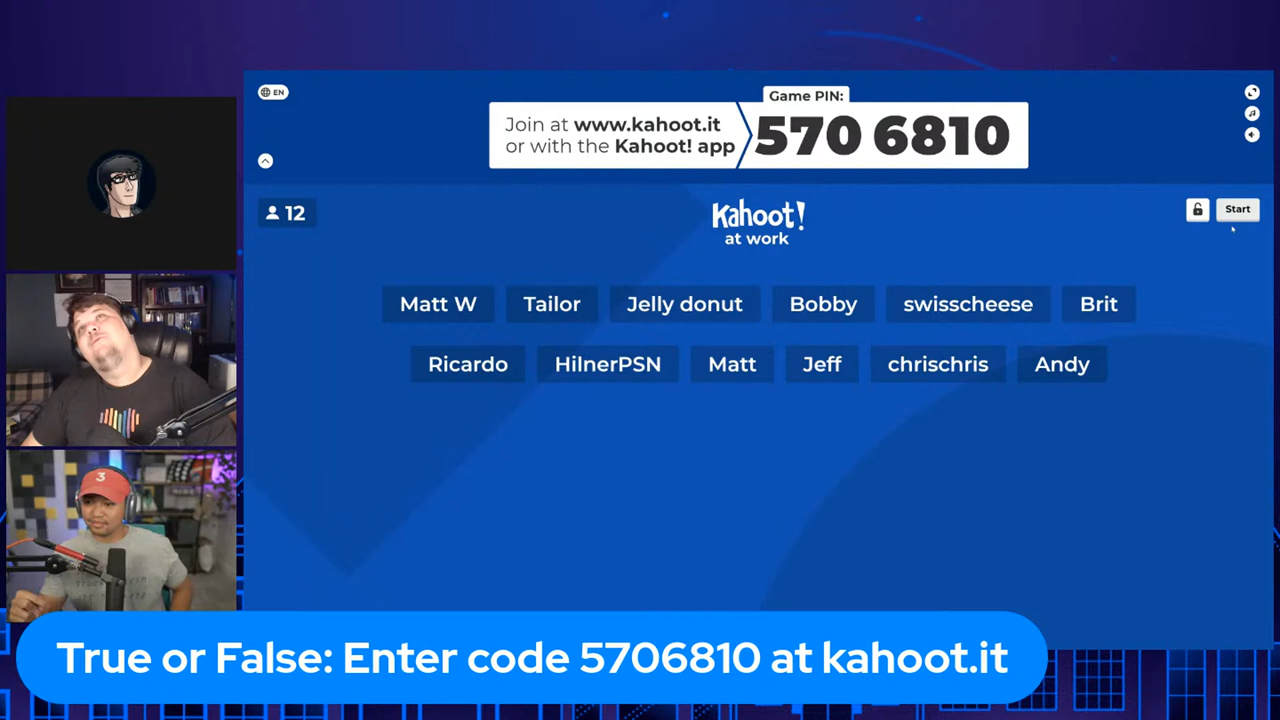 EN
Game PIN:
Join at www.kahoot.it
or with the Kahoot! app
570 6810
12
Kahoot!
at work
Start
Matt W Tailor Jelly donut Bobby swisscheese Brit
Ricardo HilnerPSN Matt Jeff chrischris Andy
3
True or False: Enter code 5706810 at kahoot.it